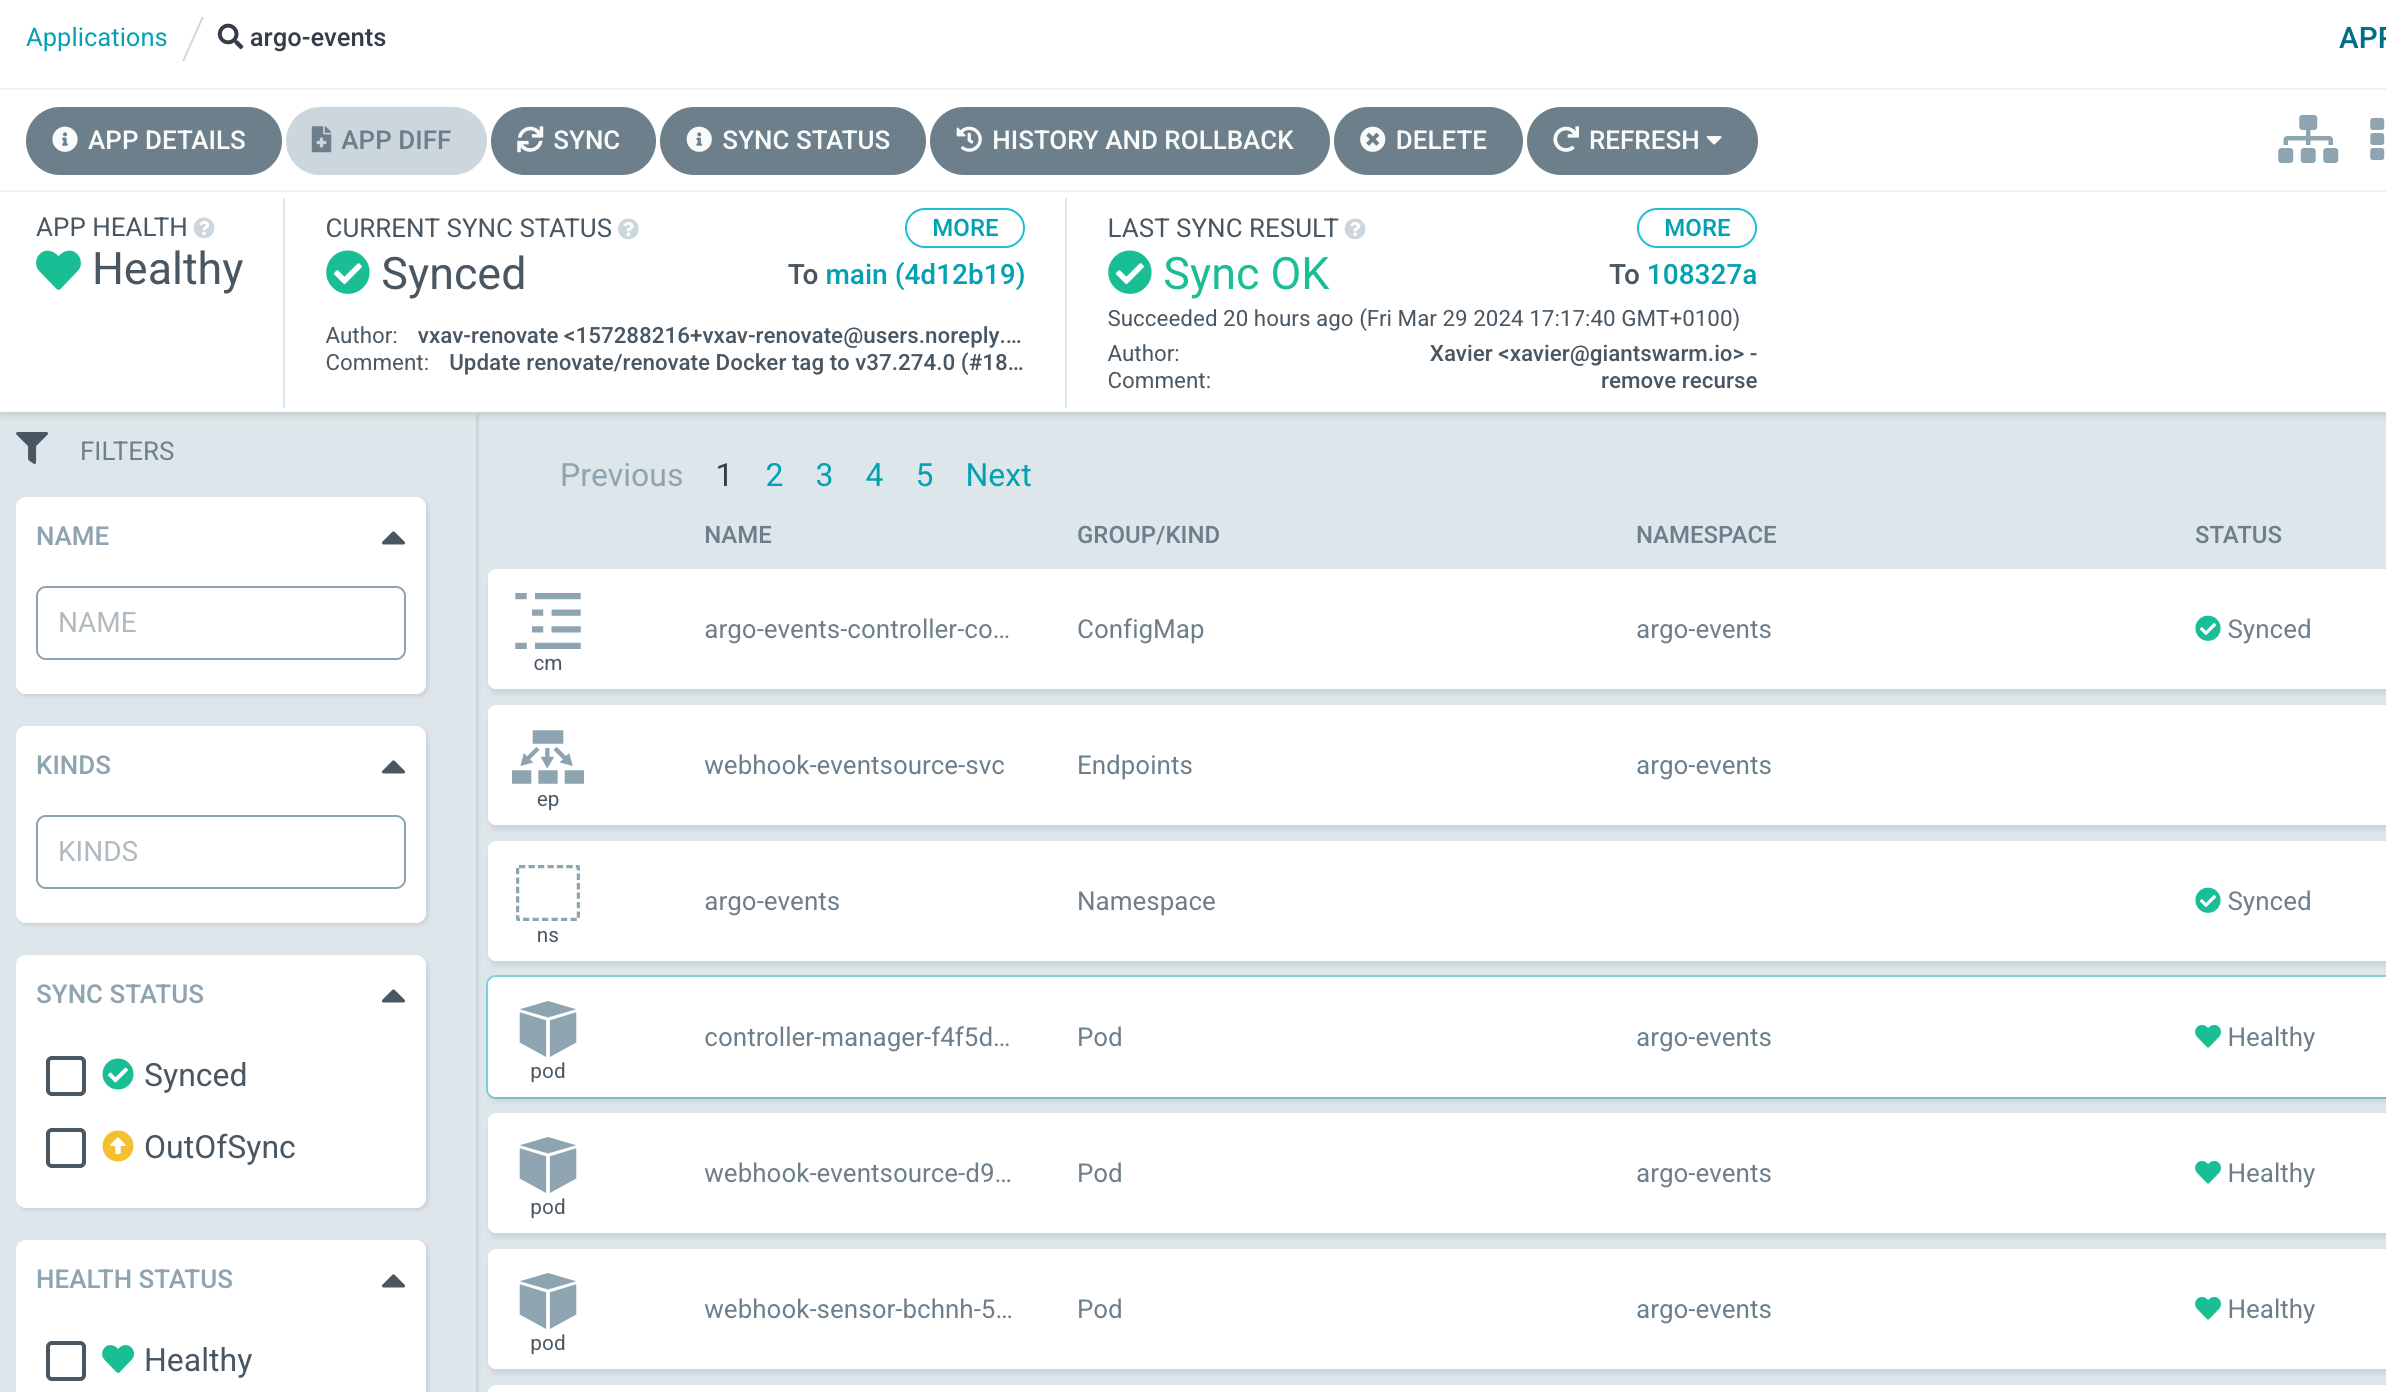 Applications argo-events APP
APP DETAILS APP DIFF SYNC SYNC STATUS HISTORY AND ROLLBACK DELETE REFRESH
APP HEALTH
Healthy
CURRENT SYNC STATUS MORE
Synced To main (4d12b19)
Author: vxav-renovate <157288216+vxav-renovate@users.noreply.…
Comment: Update renovate/renovate Docker tag to v37.274.0 (#18…
LAST SYNC RESULT MORE
Sync OK To 108327a
Succeeded 20 hours ago (Fri Mar 29 2024 17:17:40 GMT+0100)
Author: Xavier <xavier@giantswarm.io> -
Comment: remove recurse
FILTERS
NAME
NAME
KINDS
KINDS
SYNC STATUS
Synced
OutOfSync
HEALTH STATUS
Healthy
Previous 1 2 3 4 5 Next
NAME GROUP/KIND NAMESPACE STATUS
cm argo-events-controller-co… ConfigMap argo-events Synced
ep webhook-eventsource-svc Endpoints argo-events
ns argo-events Namespace Synced
pod controller-manager-f4f5d… Pod argo-events Healthy
pod webhook-eventsource-d9… Pod argo-events Healthy
pod webhook-sensor-bchnh-5… Pod argo-events Healthy